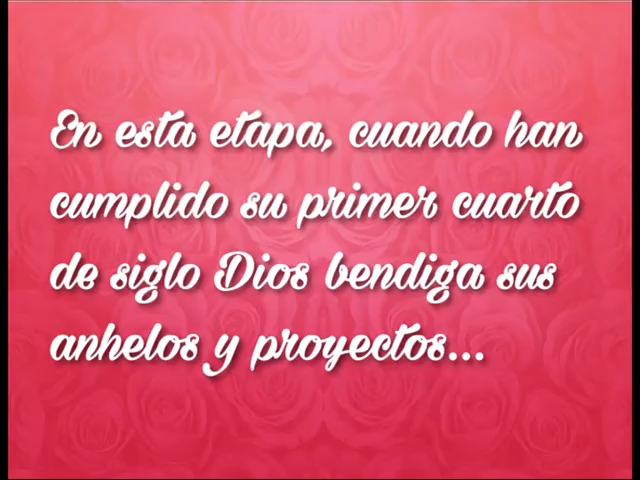 En esta etapa, cuando han
cumplido su primer cuarto
de siglo Dios bendiga sus
anhelos y proyectos...